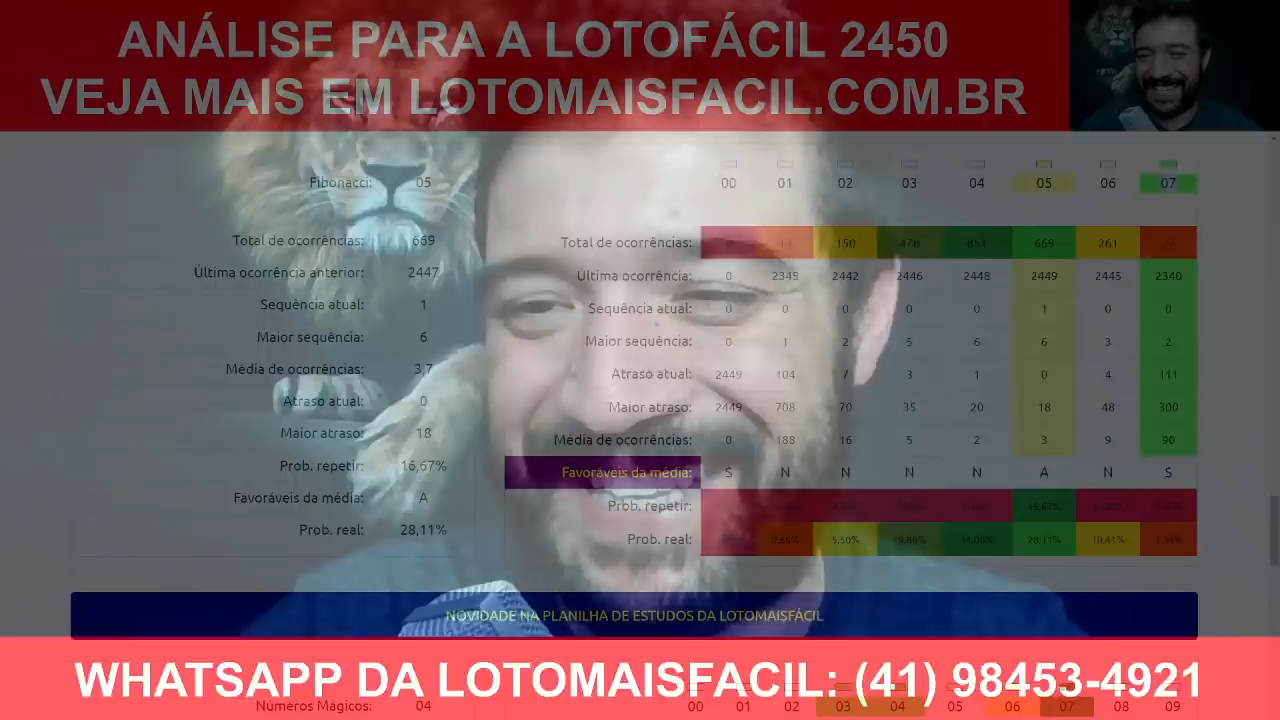 ANÁLISE PARA A LOTOFÁCIL 2450
VEJA MAIS EM LOTOMAISFACIL.COM.BR
Fibonacci: 05
00 01 02 03 04 05 06 07
Total de ocorrências: 669
Última ocorrência anterior: 2447
Sequência atual: 1
Maior sequência: 6
Média de ocorrências: 3,7
Atraso atual: 0
Maior atraso: 18
Prob. repetir: 16,67%
Favoráveis da média: A
Prob. real: 28,11%
Total de ocorrências: 150 478 851 669 261
Última ocorrência: 0 2345 2442 2446 2448 2449 2445 2340
Sequência atual: 0 0 0 0 0 1 0 0
Maior sequência: 0 1 2 5 6 6 3 2
Atraso atual: 2449 104 7 3 1 0 4 111
Maior atraso: 2449 708 70 35 20 18 48 300
Média de ocorrências: 0 188 16 5 2 3 9 90
Favoráveis da média: S N N N N A N S
Prob. repetir: 16,67%
Prob. real: 5,50% 19,88% 28,11% 10,41%
NOVIDADE NA PLANILHA DE ESTUDOS DA LOTOMAISFÁCIL
WHATSAPP DA LOTOMAISFACIL: (41) 98453-4921
Números Mágicos: 04
00 01 02 03 04 05 06 07 08 09